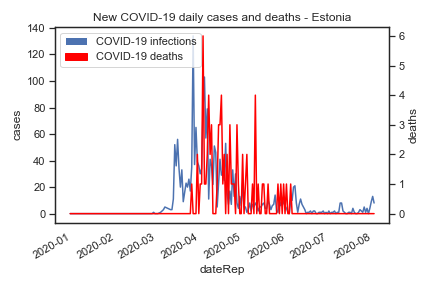 New COVID-19 daily cases and deaths - Estonia
COVID-19 infections
COVID-19 deaths
cases
140
120
100
80
60
40
20
0
deaths
6
5
4
3
2
1
0
2020-01 2020-02 2020-03 2020-04 2020-05 2020-06 2020-07 2020-08
dateRep